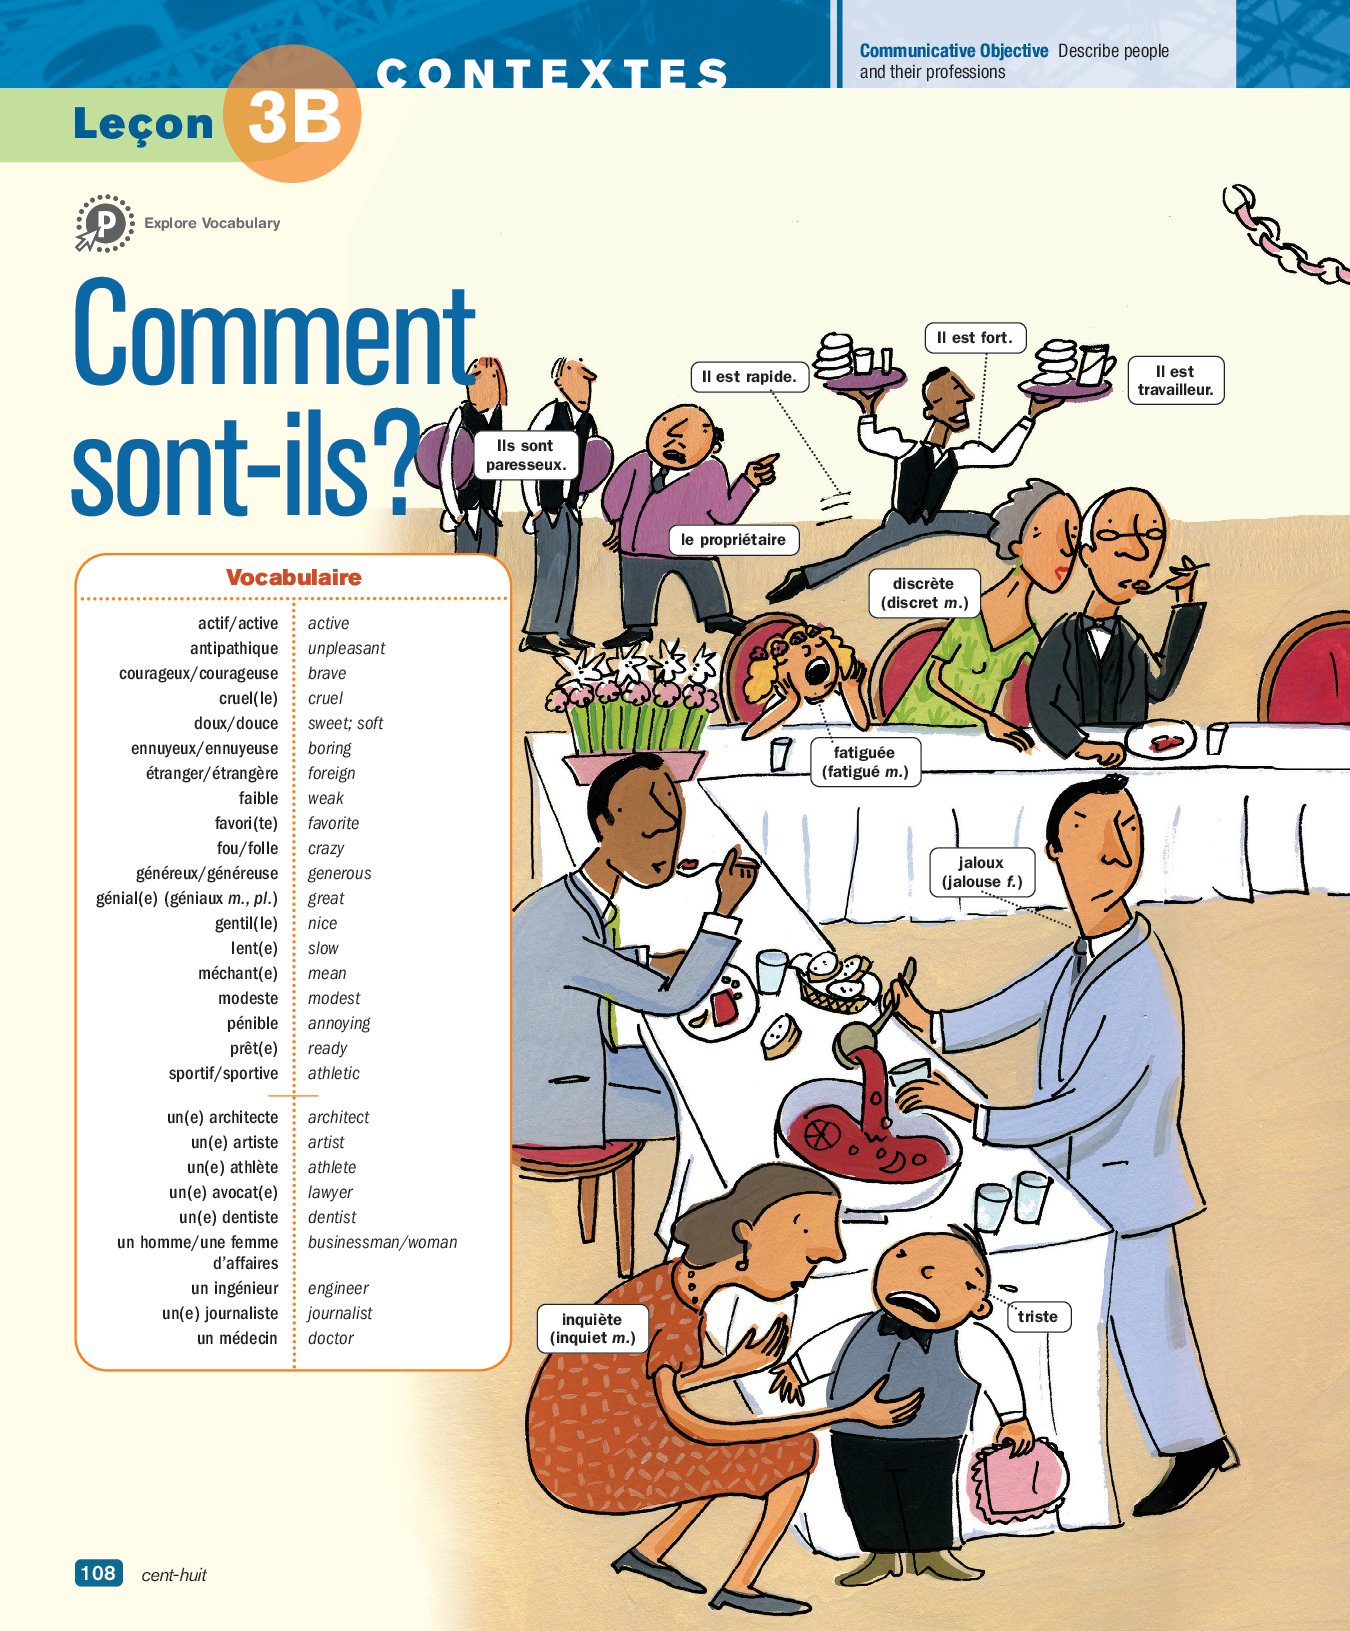 CONTEXTES
Communicative Objective Describe people
and their professions
Leçon 3B
P
Explore Vocabulary
Comment
sont-ils?
Il est rapide.
Il est fort.
Il est
travailleur.
Ils sont
paresseux.
le propriétaire
discrète
(discret m.)
fatiguée
(fatigué m.)
jaloux
(jalouse f.)
inquiète
(inquiet m.)
triste
Vocabulaire
actif/active active
antipathique unpleasant
courageux/courageuse brave
cruel(le) cruel
doux/douce sweet; soft
ennuyeux/ennuyeuse boring
étranger/étrangère foreign
faible weak
favori(te) favorite
fou/folle crazy
généreux/généreuse generous
génial(e) (géniaux m., pl.) great
gentil(le) nice
lent(e) slow
méchant(e) mean
modeste modest
pénible annoying
prêt(e) ready
sportif/sportive athletic
un(e) architecte architect
un(e) artiste artist
un(e) athlète athlete
un(e) avocat(e) lawyer
un(e) dentiste dentist
un homme/une femme businessman/woman
d'affaires
un ingénieur engineer
un(e) journaliste journalist
un médecin doctor
108 cent-huit